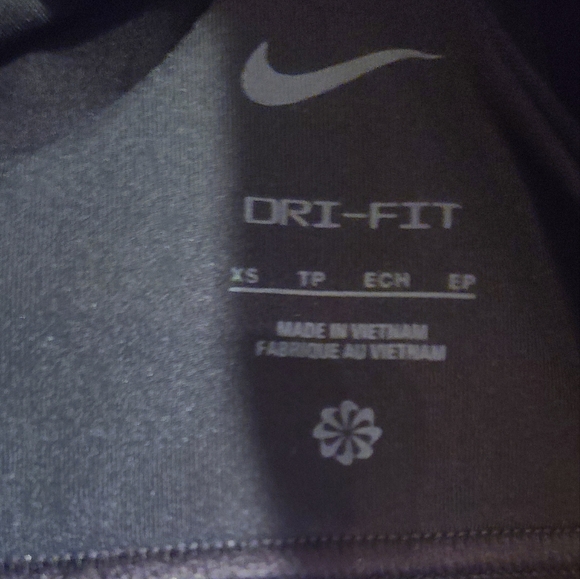 DRI-FIT
XS TP ECH EP
MADE IN VIETNAM
FABRIQUE AU VIETNAM